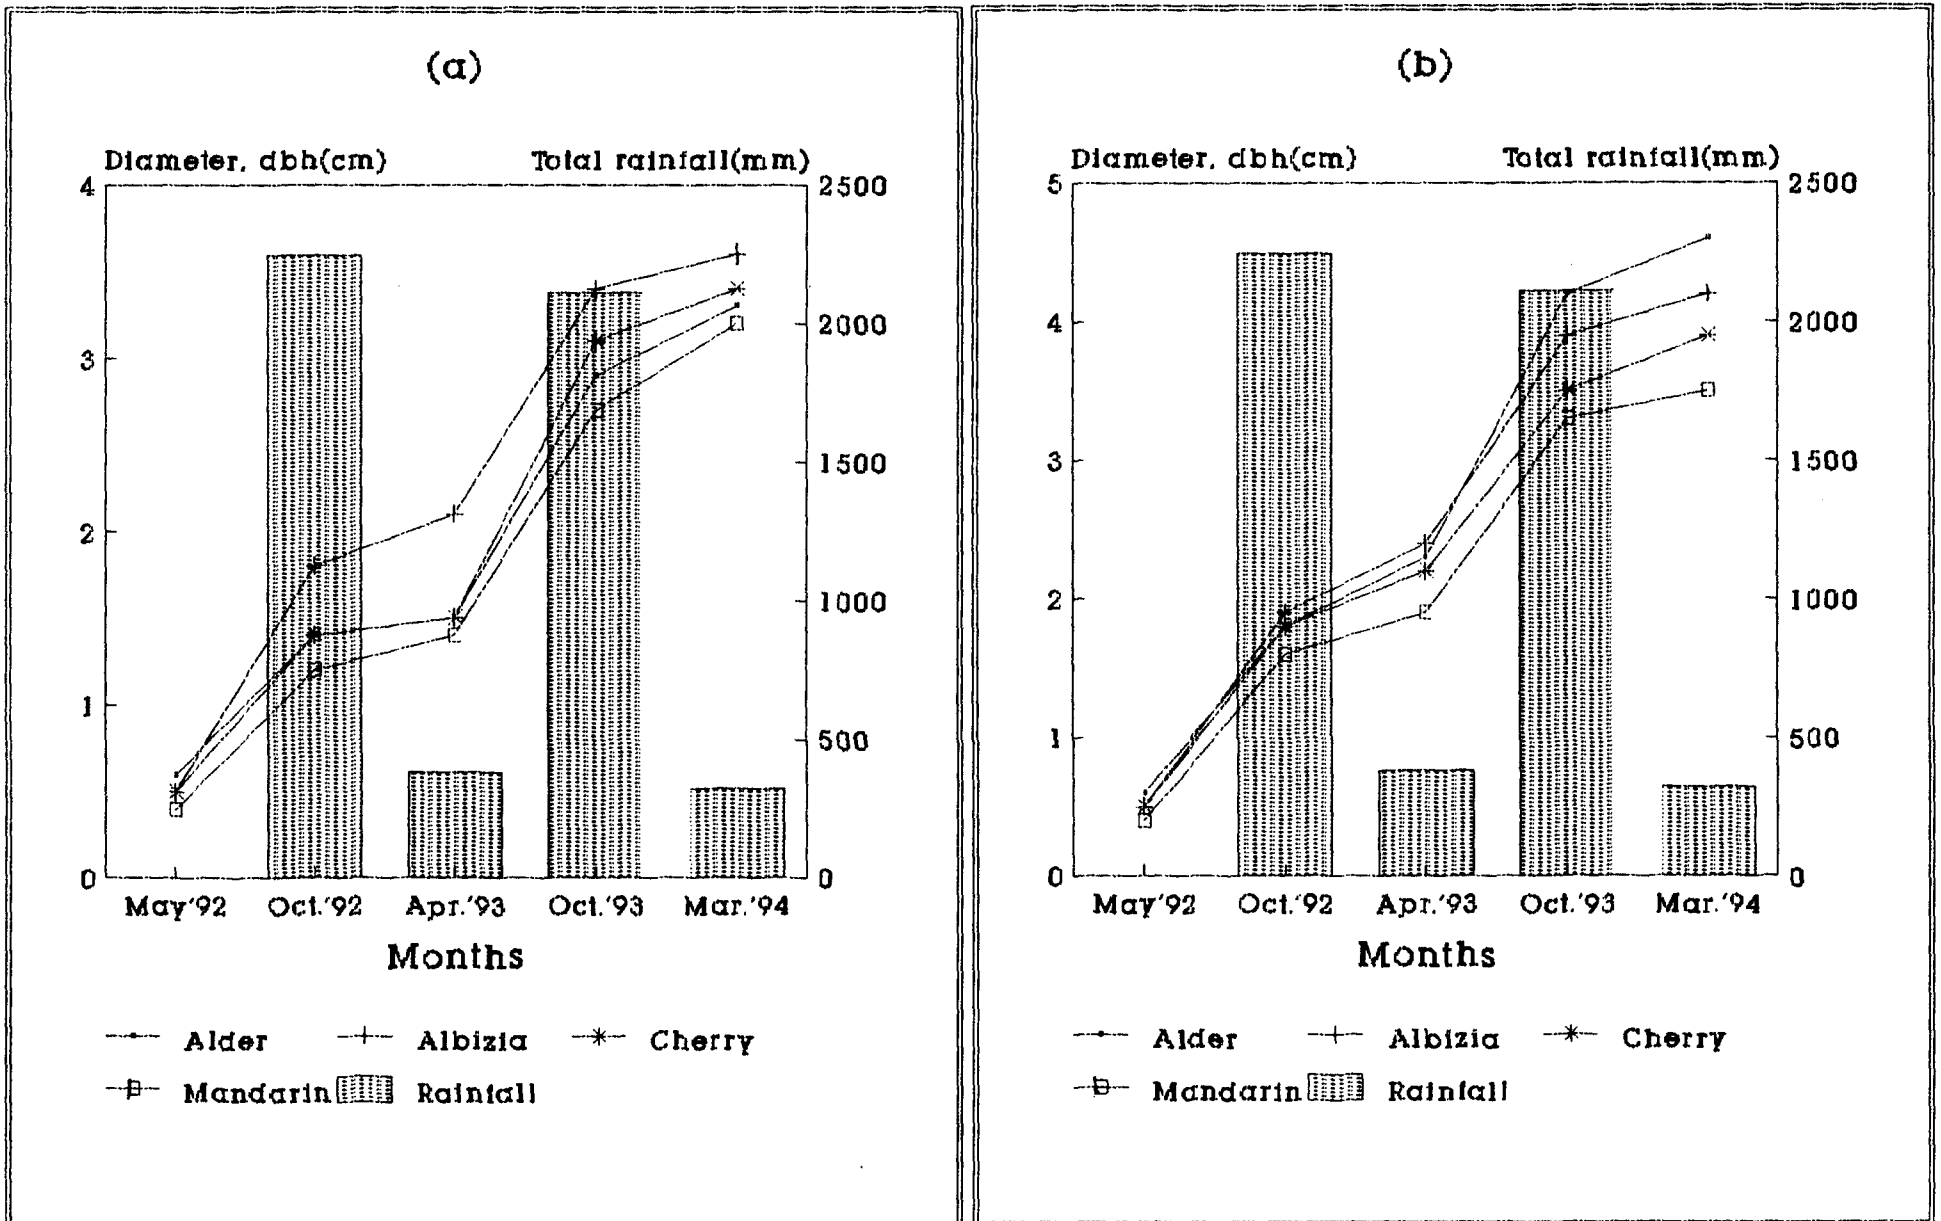 (a)
Diameter, dbh(cm) Total rainfall(mm)
4 2500
2000
3
1500
2
1000
1
500
0 0
May'92 Oct.'92 Apr.'93 Oct.'93 Mar.'94
Months
Alder Albizia Cherry
Mandarin Rainfall
(b)
Diameter, dbh(cm) Total rainfall(mm)
5 2500
4 2000
3 1500
2 1000
1 500
0 0
May'92 Oct.'92 Apr.'93 Oct.'93 Mar.'94
Months
Alder Albizia Cherry
Mandarin Rainfall